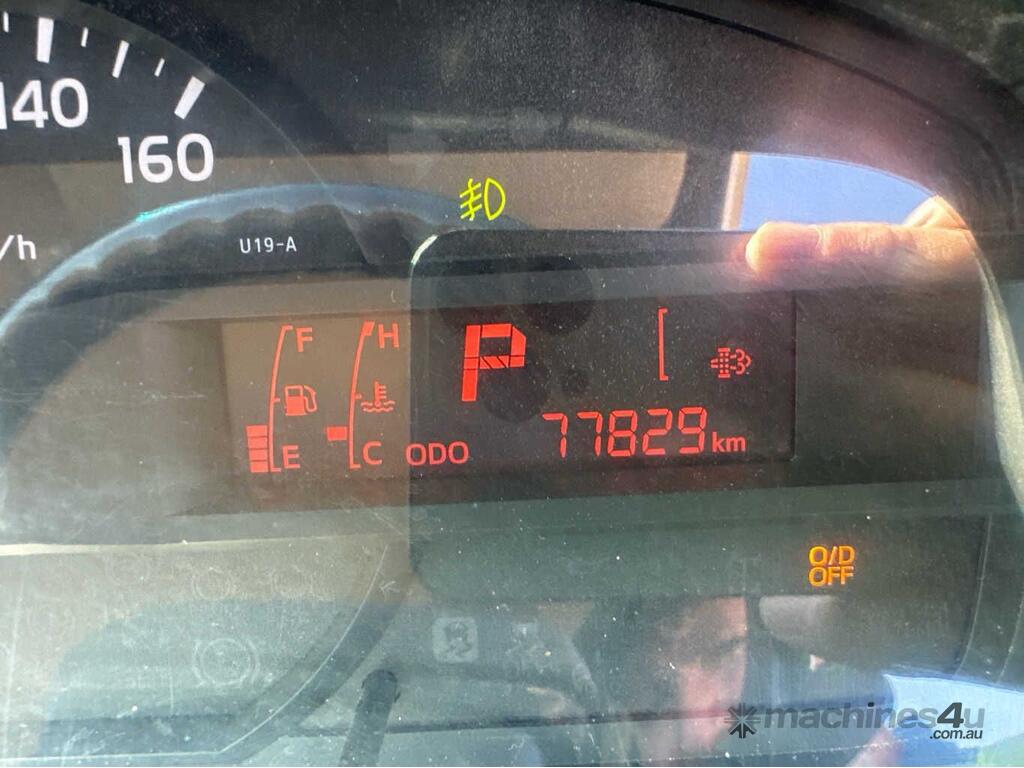 140
160
/h
U19-A
F
H
P
E
C
ODO
77829 km
O/D
OFF
machines4u
.com.au